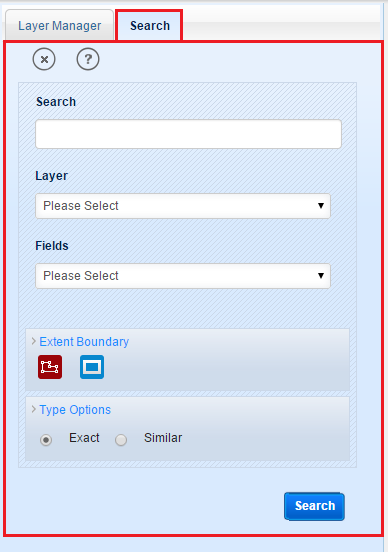 Layer Manager Search
?
Search
Layer
Please Select
Fields
Please Select
Extent Boundary
Type Options
Exact Similar
Search